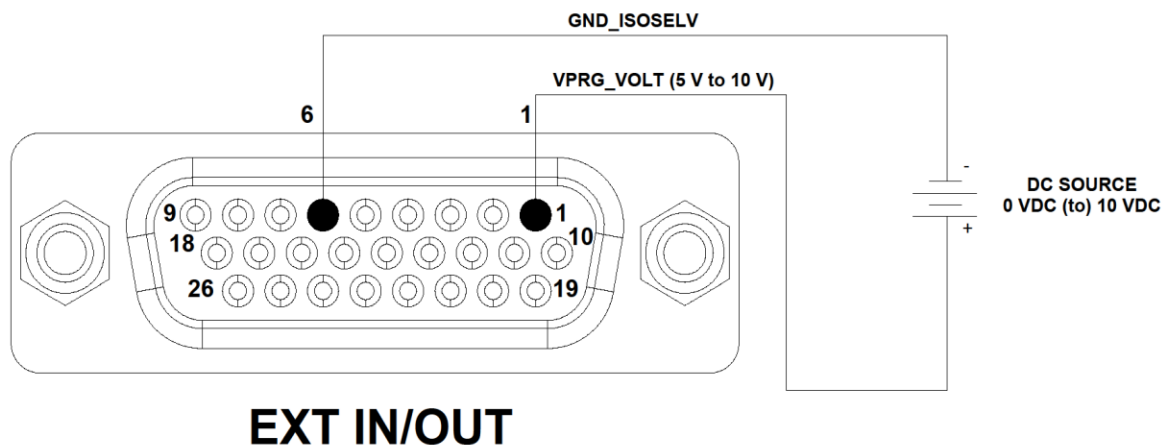 GND_ISOSELV
VPRG_VOLT (5 V to 10 V)
6
1
9
1
18
10
26
19
-
DC SOURCE
0 VDC (to) 10 VDC
+
EXT IN/OUT